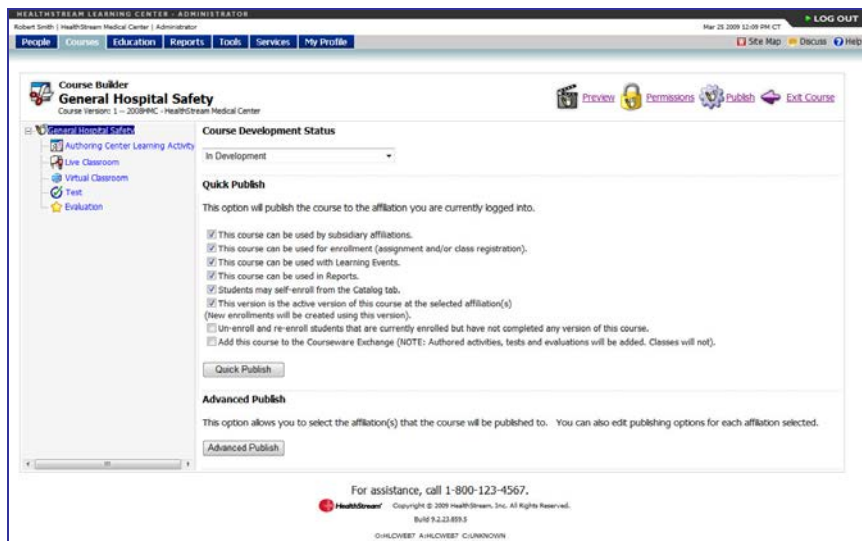 HEALTHSTREAM LEARNING CENTER - ADMINISTRATOR
LOG OUT
Robert Smith | HealthStream Medical Center | Administrator
Mar 25 2009 12:09 PM CT
People Courses Education Reports Tools Services My Profile
Site Map Discuss Help
Course Builder
General Hospital Safety
Course Version: 1 -- 2008HMC - HealthStream Medical Center
Preview Permissions Publish Exit Course
General Hospital Safety
Authoring Center Learning Activity
Live Classroom
Virtual Classroom
Test
Evaluation
Course Development Status
In Development
Quick Publish
This option will publish the course to the affiliation you are currently logged into.
This course can be used by subsidiary affiliations.
This course can be used for enrollment (assignment and/or class registration).
This course can be used with Learning Events.
This course can be used in Reports.
Students may self-enroll from the Catalog tab.
This version is the active version of this course at the selected affiliation(s)
(New enrollments will be created using this version).
Un-enroll and re-enroll students that are currently enrolled but have not completed any version of this course.
Add this course to the Courseware Exchange (NOTE: Authored activities, tests and evaluations will be added. Classes will not).
Quick Publish
Advanced Publish
This option allows you to select the affiliation(s) that the course will be published to. You can also edit publishing options for each affiliation selected.
Advanced Publish
For assistance, call 1-800-123-4567.
HealthStream Copyright © 2009 HealthStream, Inc. All Rights Reserved.
Build 9.2.23.859.5
O:HLCWEB7 A:HLCWEB7 C:UNKNOWN